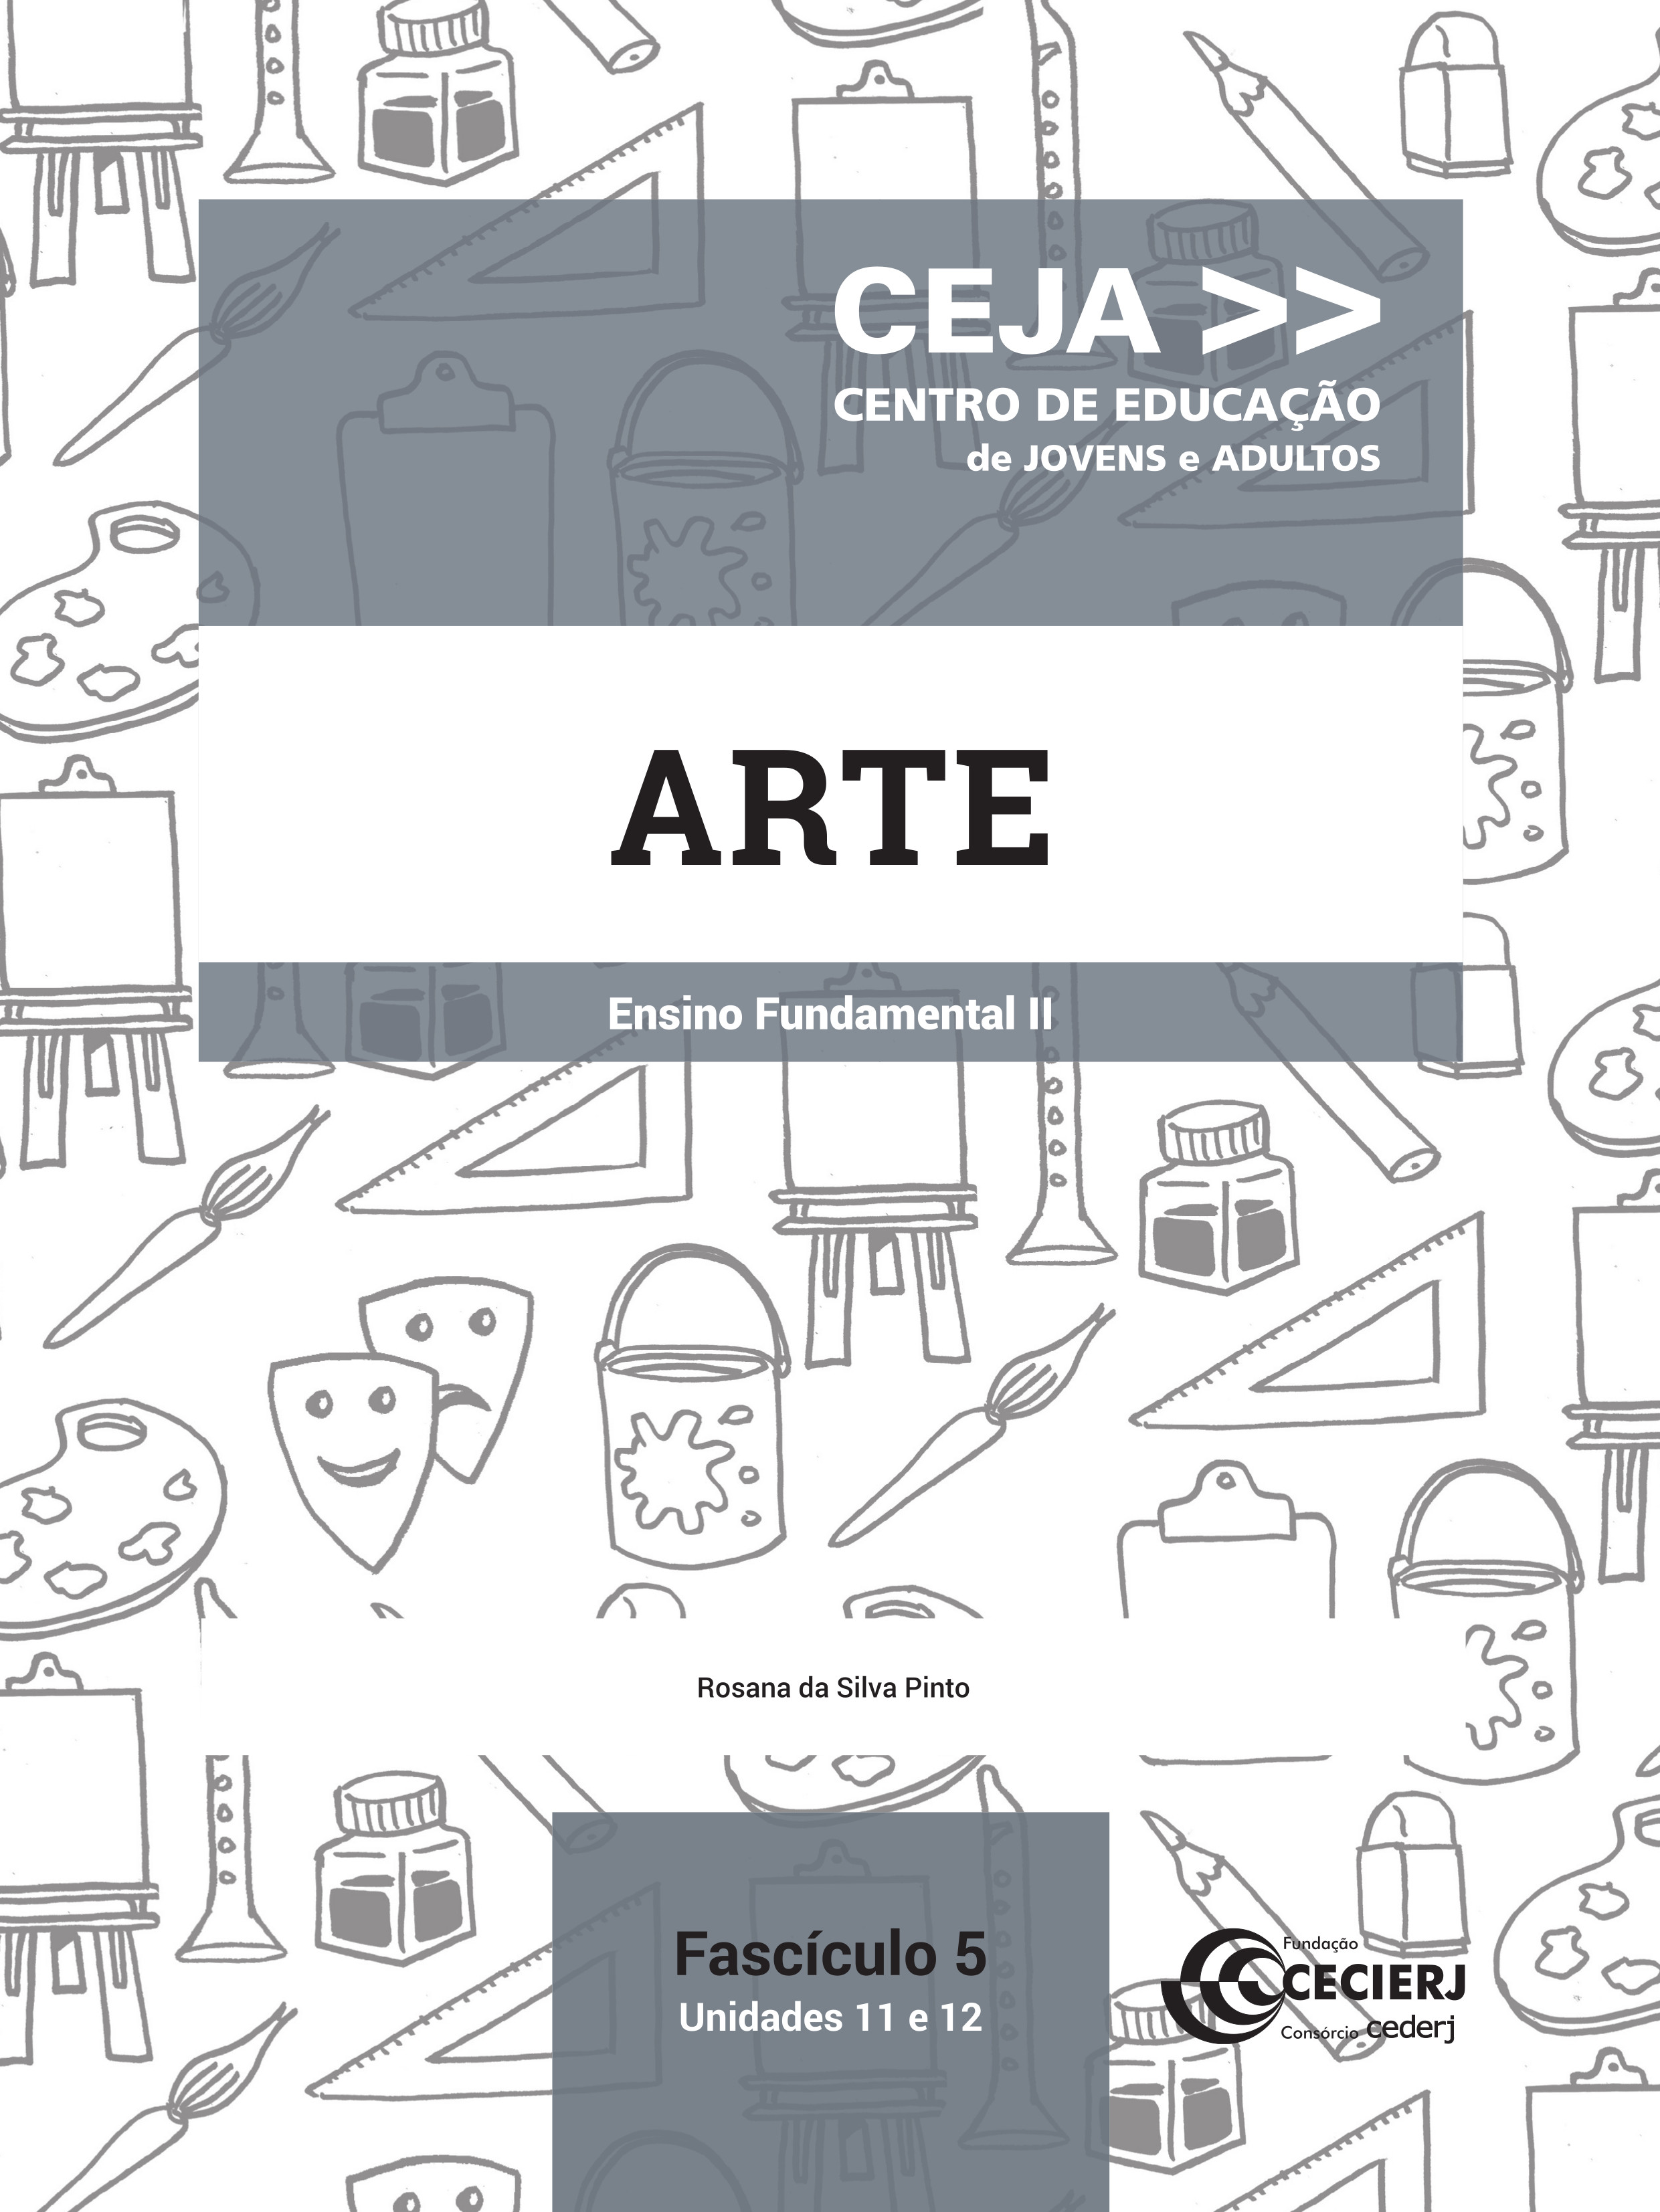 CEJA >>
CENTRO DE EDUCAÇÃO
de JOVENS e ADULTOS
ARTE
Ensino Fundamental II
Rosana da Silva Pinto
Fascículo 5
Unidades 11 e 12
Fundação
CECIERJ
Consórcio cederj